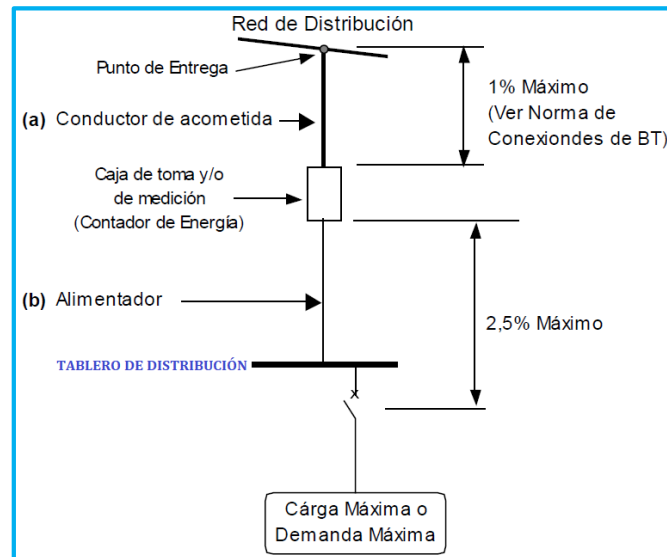 Red de Distribución
Punto de Entrega
1% Máximo
(Ver Norma de
Conexiondes de BT)
(a) Conductor de acometida
Caja de toma y/o
de medición
(Contador de Energía)
(b) Alimentador
2,5% Máximo
TABLERO DE DISTRIBUCIÓN
x
Cárga Máxima o
Demanda Máxima